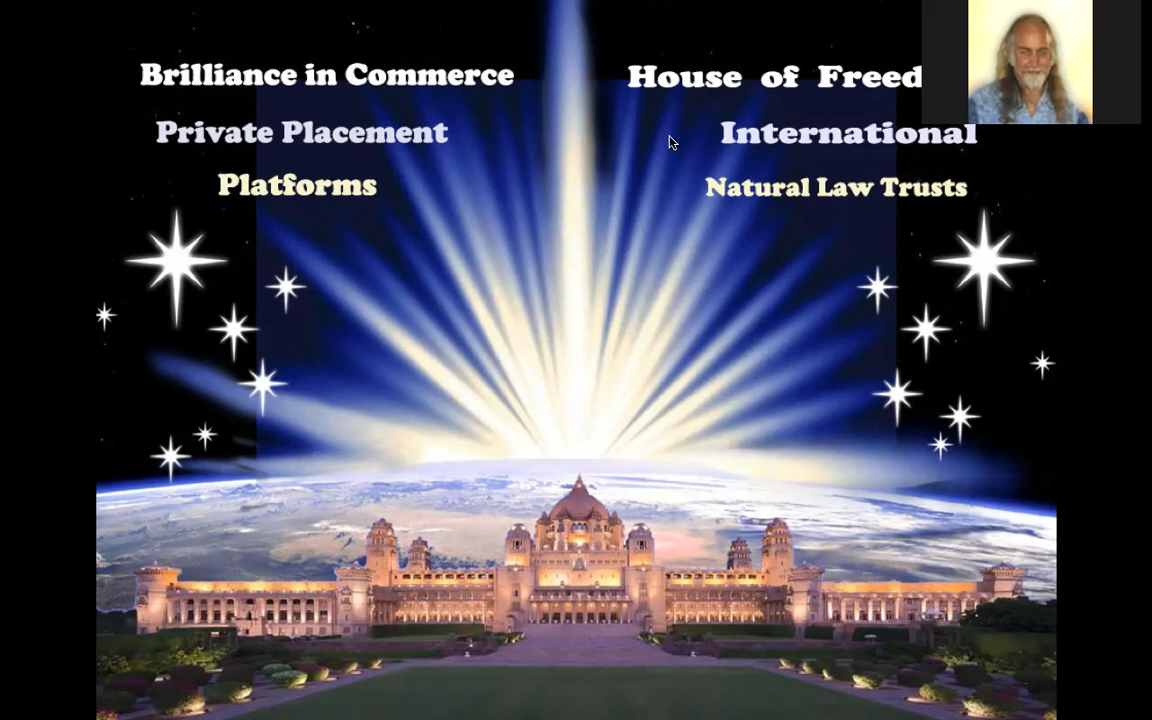 Brilliance in Commerce
Private Placement
Platforms
House of Freed
International
Natural Law Trusts